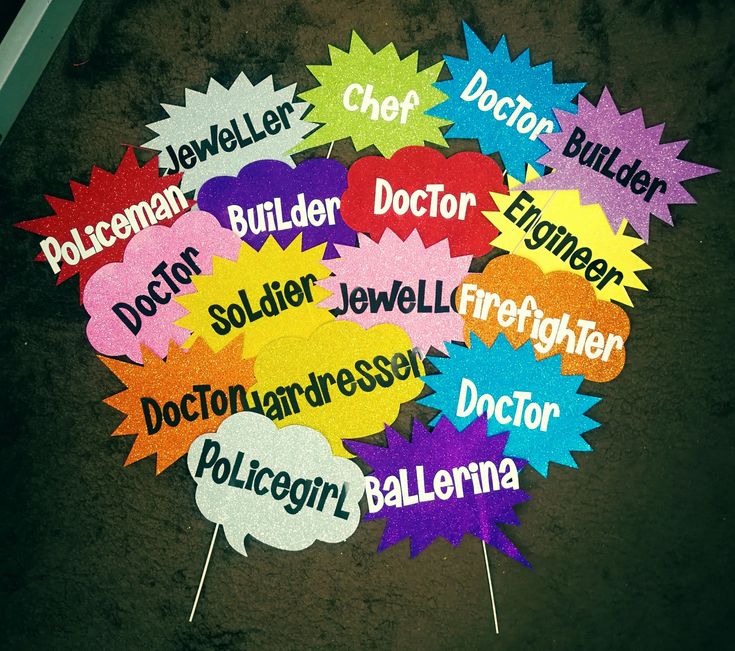 Chef
Doctor
Jeweller
Builder
Policeman
Builder
Doctor
Engineer
Doctor
Soldier
Jewell
Firefighter
Doctor
Hairdresser
Doctor
Policegirl
Ballerina